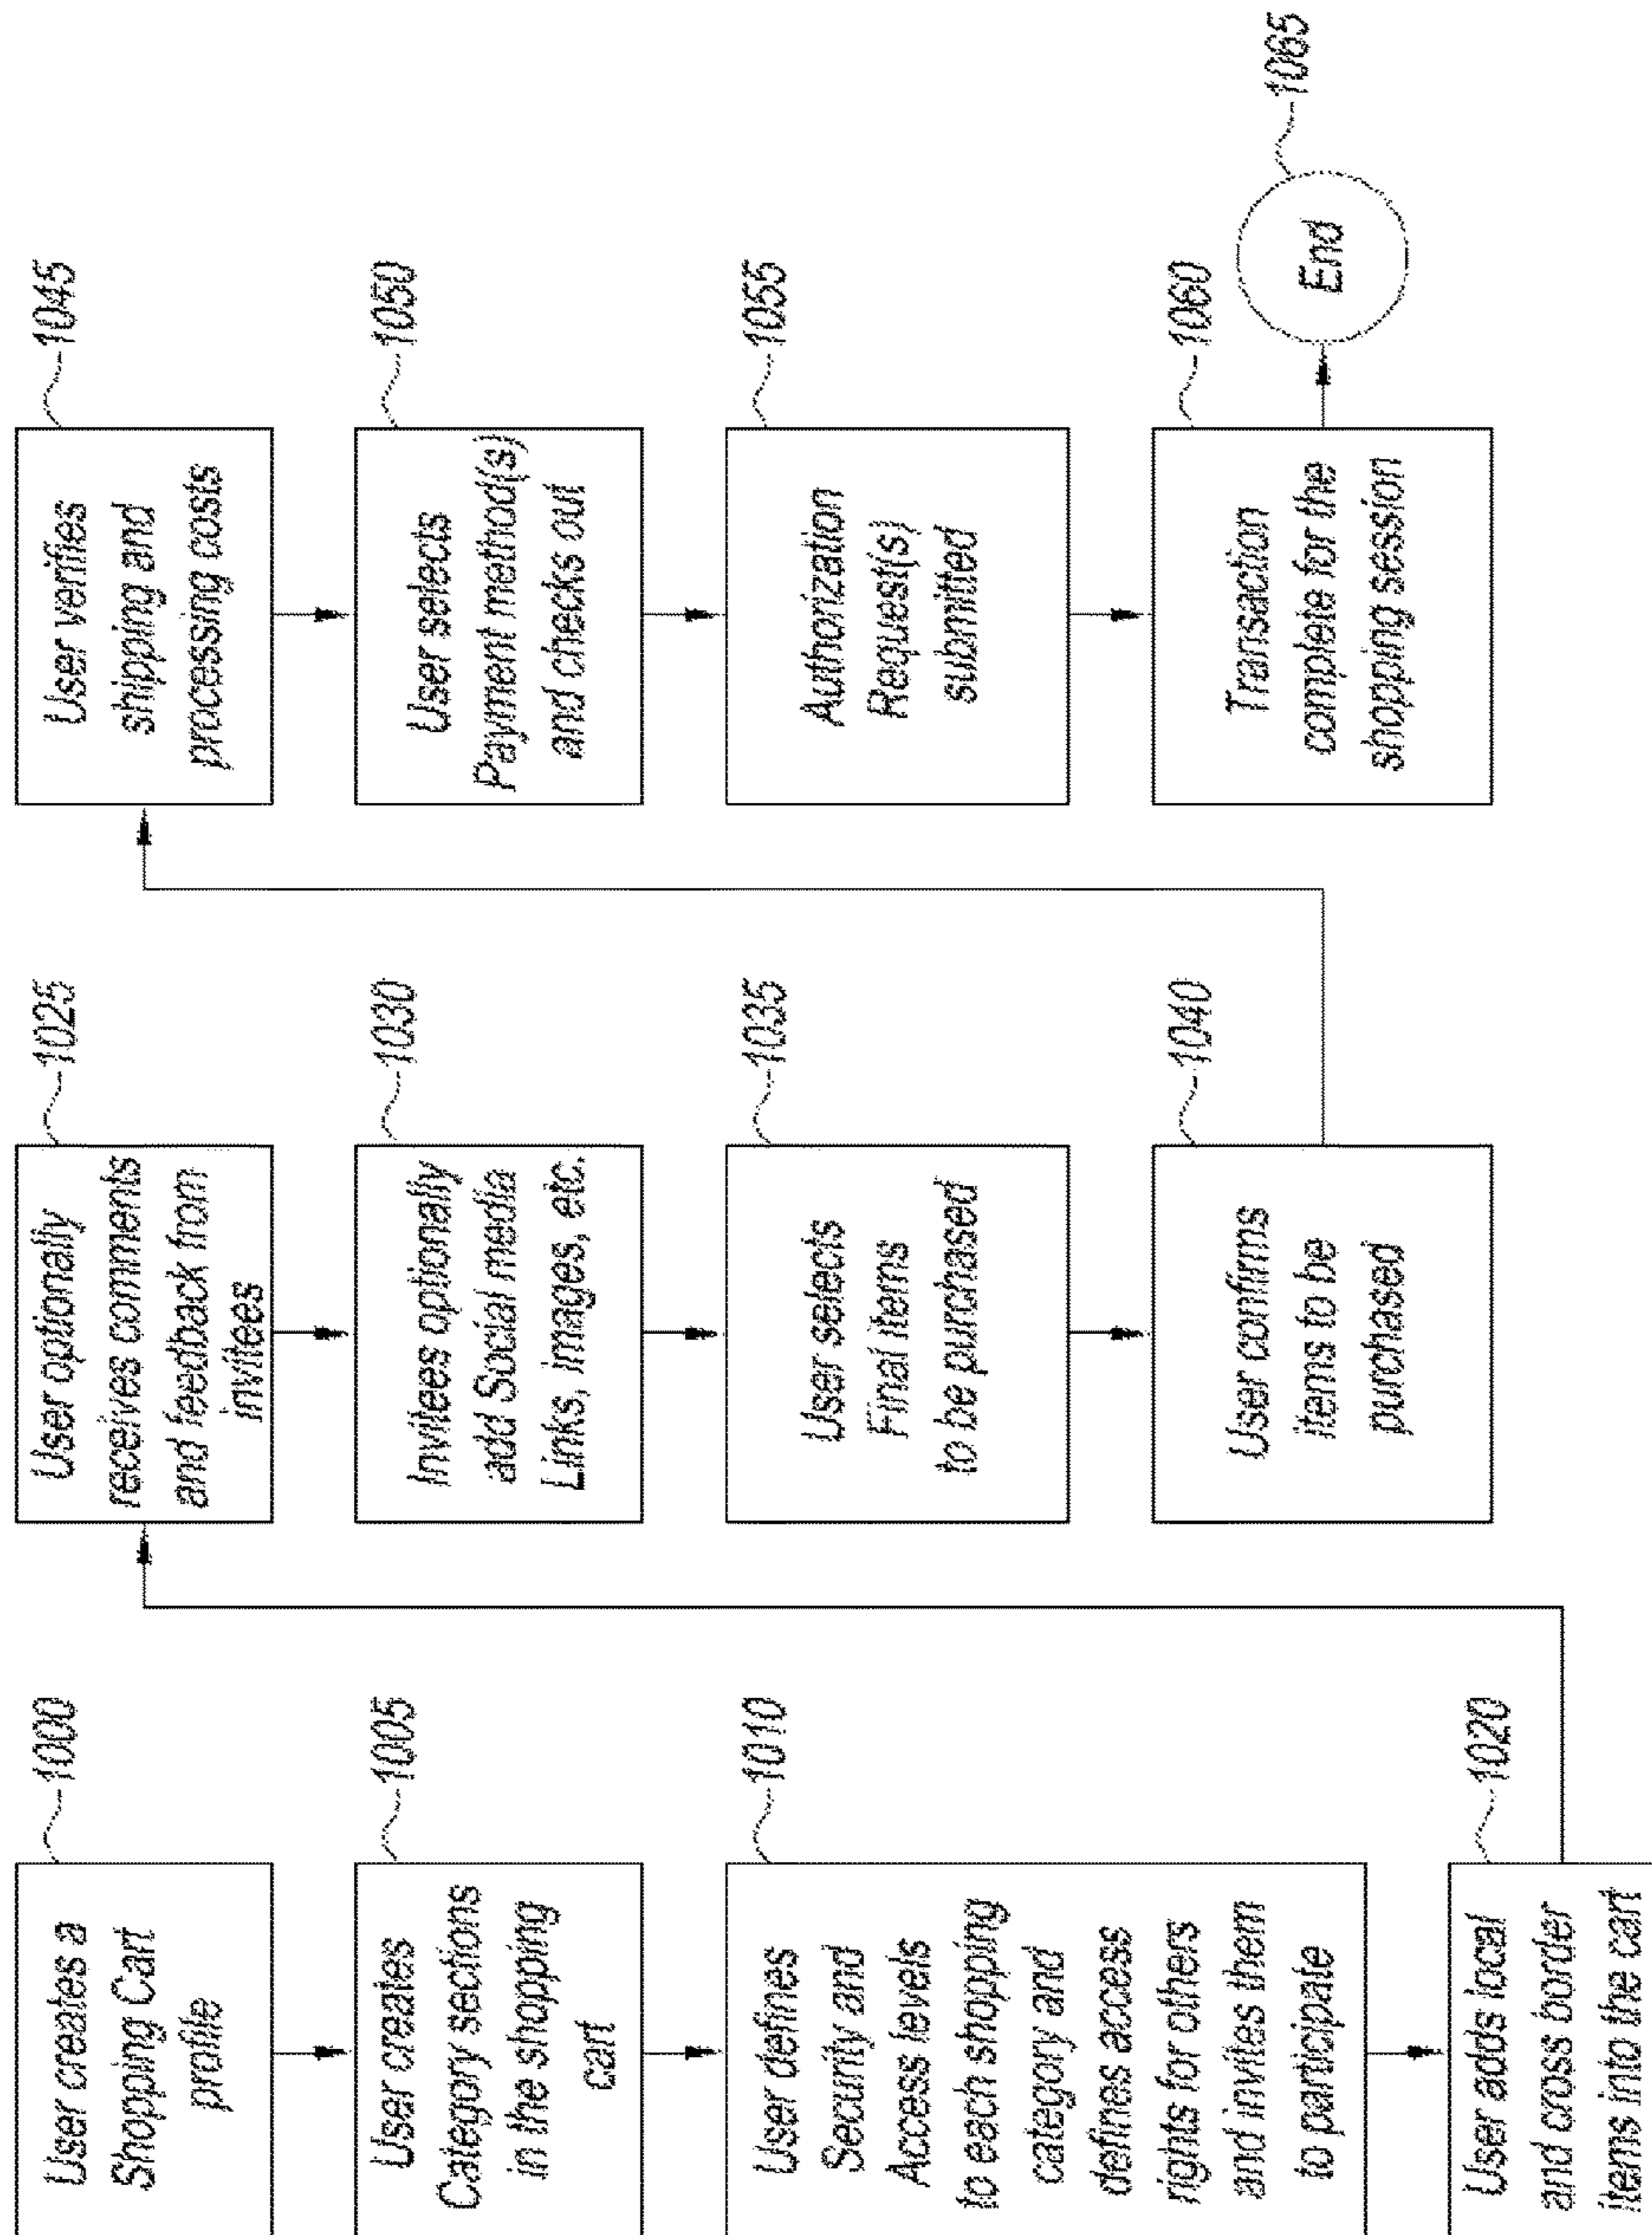 User creates a
Shopping Cart
profile
1000
User creates
Category sections
in the shopping
cart
1005
User defines
Security and
Access levels
to each shopping
category and
defines access
rights for others
and invites them
to participate
1010
User adds local
and cross border
items into the cart
1020
User optionally
receives comments
and feedback from
invitees
1025
Invitees optionally
add Social media
Links, images, etc.
1030
User selects
Final items
to be purchased
1035
User confirms
items to be
purchased
1040
User verifies
shipping and
processing costs
1045
User selects
Payment method(s)
and checks out
1050
Authorization
Request(s)
submitted
1055
Transaction
complete for the
shopping session
1060
End
1065